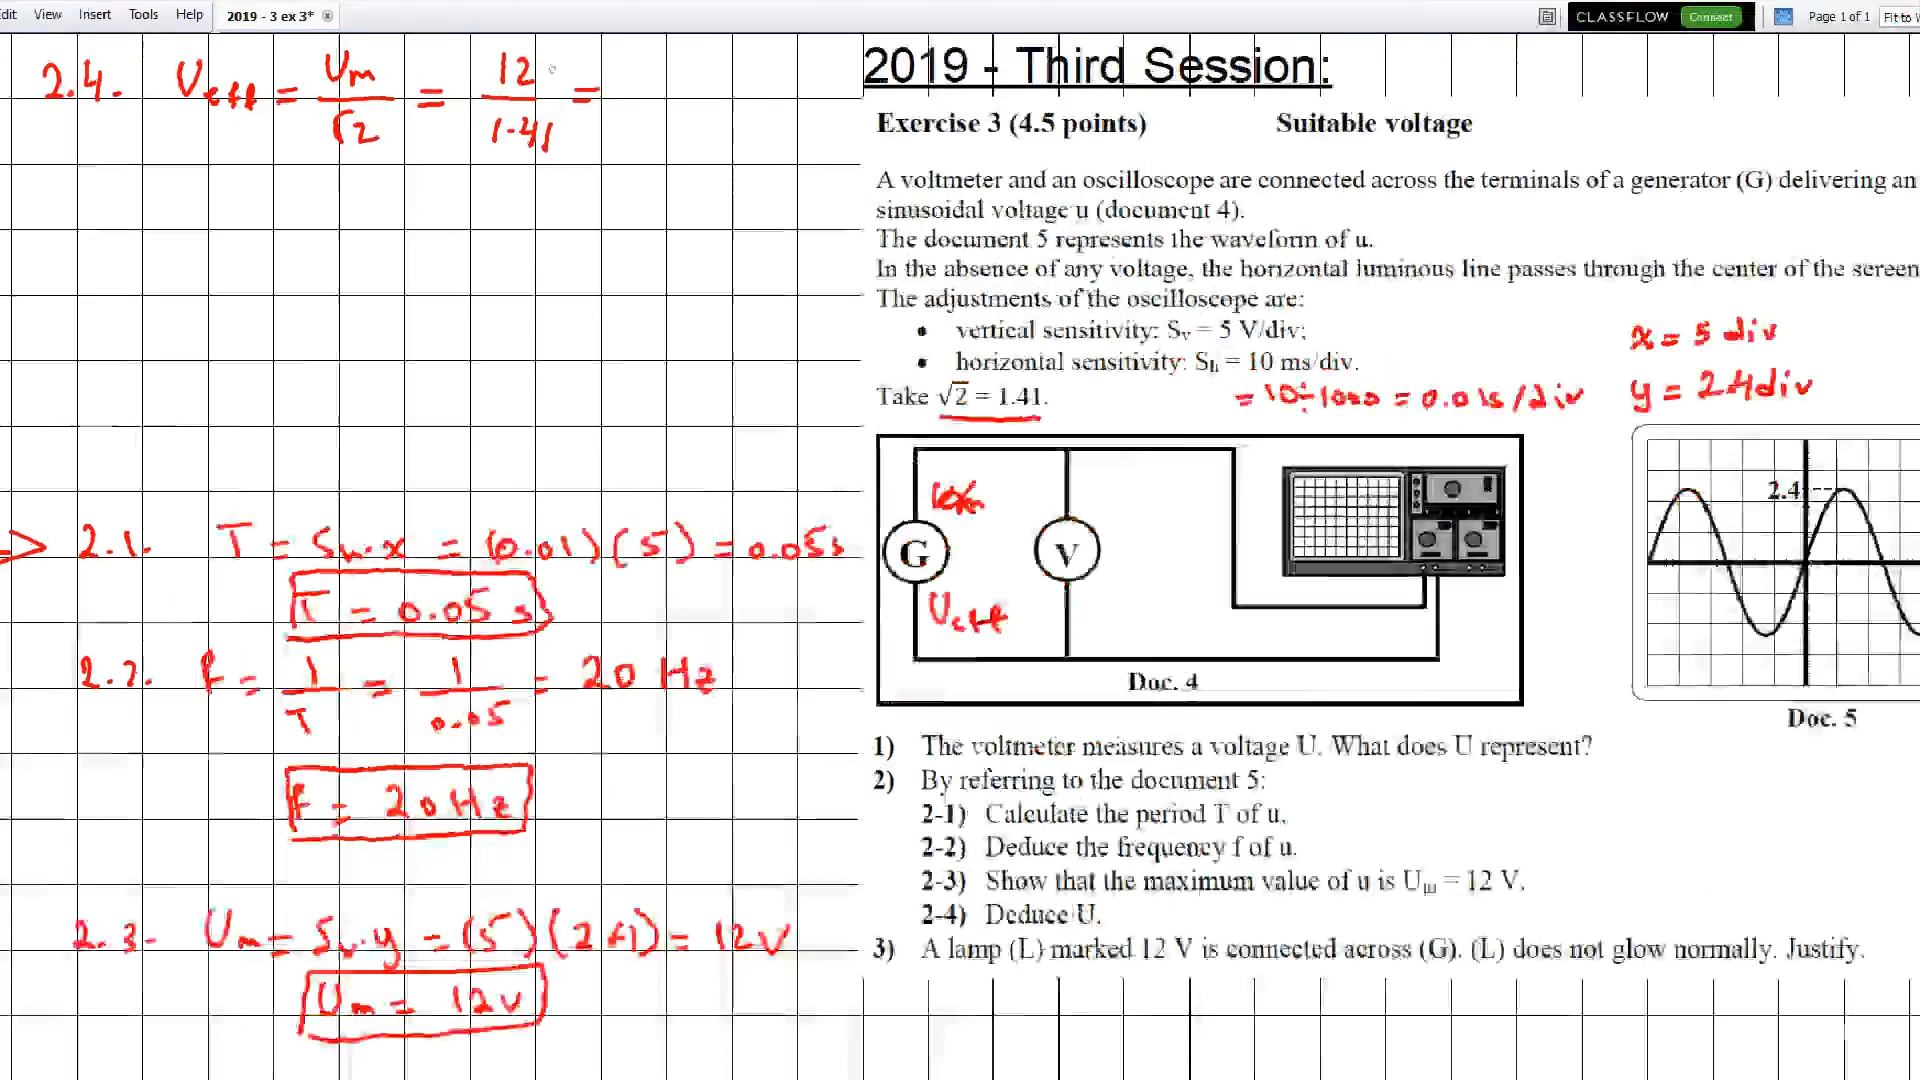 Edit View Insert Tools Help 2019 - 3 ex 3* CLASSFLOW Connect Page 1 of 1
2.4. Ueff = Um/√2 = 12/1.41 =
2.1. T = Sh.x = (0.01)(5) = 0.05s
T = 0.05 s
2.2. f = 1/T = 1/0.05 = 20 Hz
f = 20 Hz
2.3- Um = Sv.y = (5)(2.4) = 12V
Um = 12v
2019 - Third Session:
Exercise 3 (4.5 points) Suitable voltage
A voltmeter and an oscilloscope are connected across the terminals of a generator (G) delivering an
sinusoidal voltage u (document 4).
The document 5 represents the waveform of u.
In the absence of any voltage, the horizontal luminous line passes through the center of the screen
The adjustments of the oscilloscope are:
• vertical sensitivity: Sv = 5 V/div;
• horizontal sensitivity: Sh = 10 ms/div.
Take √2 = 1.41.
= 10÷1000 = 0.01s/div
x = 5 div
y = 2.4div
G
V
Ueff
Doc. 4
2.4
Doc. 5
1) The voltmeter measures a voltage U. What does U represent?
2) By referring to the document 5:
2-1) Calculate the period T of u.
2-2) Deduce the frequency f of u.
2-3) Show that the maximum value of u is Um = 12 V.
2-4) Deduce U.
3) A lamp (L) marked 12 V is connected across (G). (L) does not glow normally. Justify.